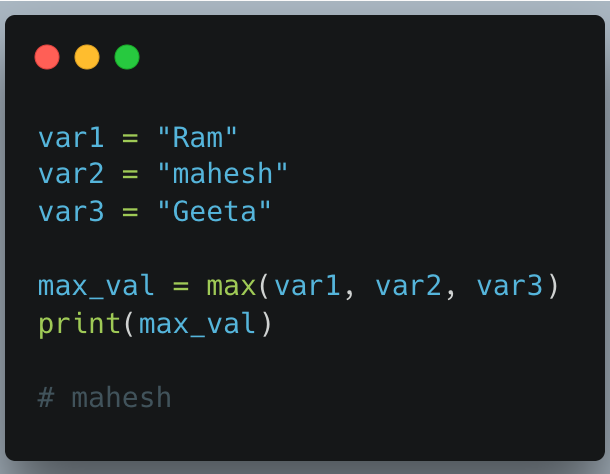 var1 = "Ram"
var2 = "mahesh"
var3 = "Geeta"
max_val = max(var1, var2, var3)
print(max_val)
# mahesh